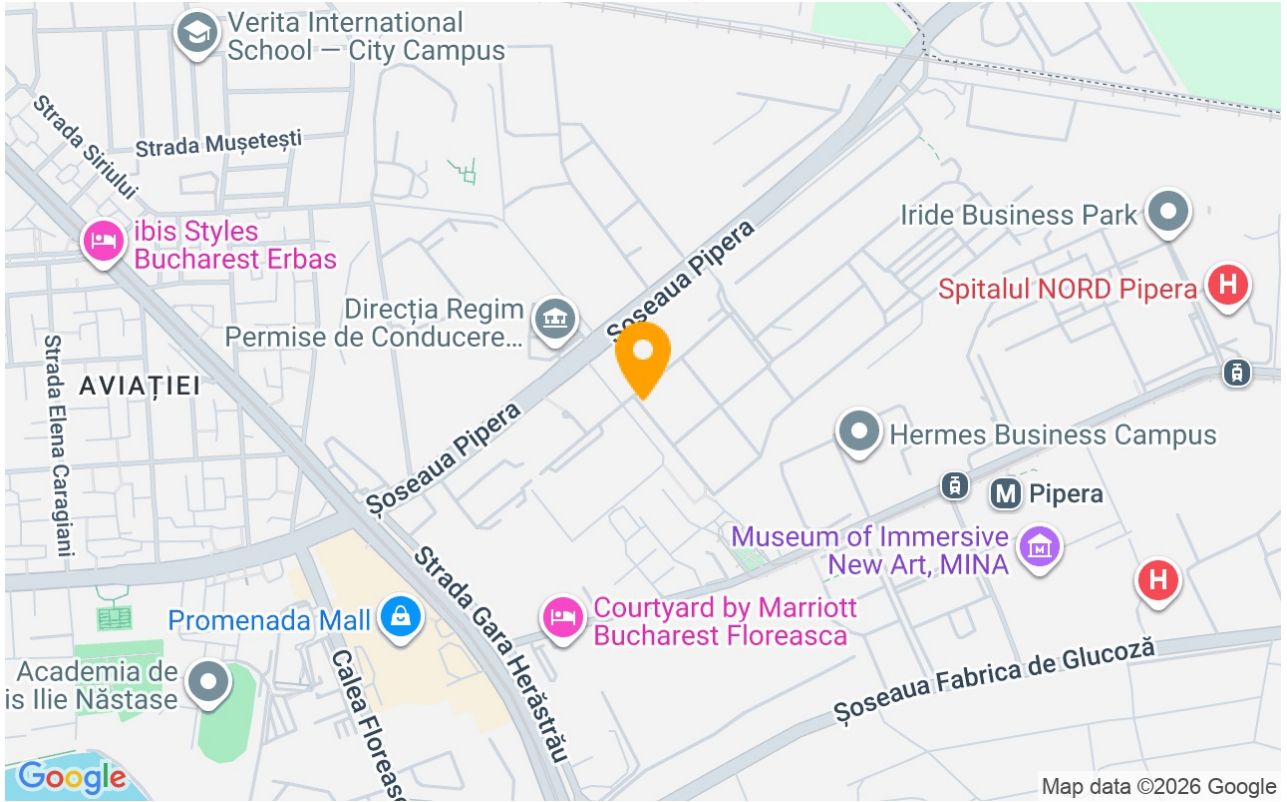 Verita International
School — City Campus
Strada Siriului
Strada Mușetești
ibis Styles
Bucharest Erbas
Iride Business Park
Șoseaua Pipera
Spitalul NORD Pipera
H
Direcția Regim
Permise de Conducere...
Strada Elena Caragiani
AVIAȚIEI
Șoseaua Pipera
Hermes Business Campus
M Pipera
Museum of Immersive
New Art, MINA
H
Strada Gara Herăstrău
Promenada Mall
Courtyard by Marriott
Bucharest Floreasca
Academia de
is Ilie Năstase
Calea Floreasc
Șoseaua Fabrica de Glucoză
Google
Map data ©2026 Google